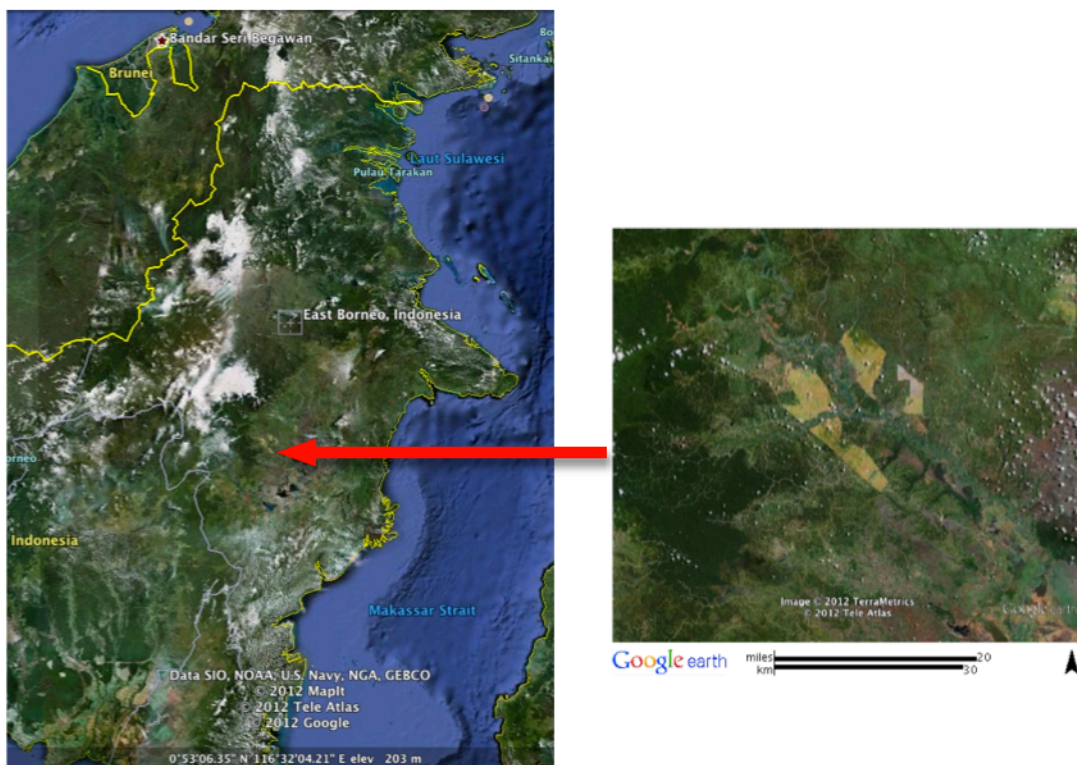 Bandar Seri Begawan
Brunei
Sitankai
Laut Sulawesi
Pulau Tarakan
East Borneo, Indonesia
orneo
Indonesia
Makassar Strait
Data SIO, NOAA, U.S. Navy, NGA, GEBCO
© 2012 MapIt
© 2012 Tele Atlas
© 2012 Google
0°53'06.35" N 116°32'04.21" E elev 203 m
Image © 2012 TerraMetrics
© 2012 Tele Atlas
Google earth
Google earth
miles 20
km 30